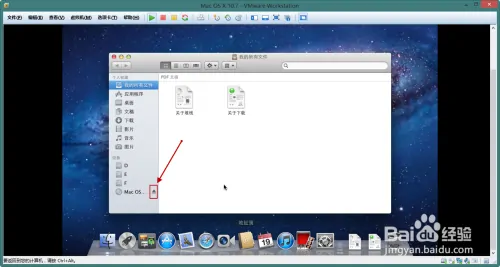 Mac OS X 10.7 - VMware Workstation
文件(F) 编辑(E) 查看(V) 虚拟机(M) 选项卡(T) 帮助(H)
我的所有文件
PDF 文稿
个人收藏
我的所有文件
应用程序
桌面
文稿
下载
影片
音乐
图片
设备
D
E
F
Mac OS...
关于堆栈
关于下载
19
要返回到您的计算机，请按 Ctrl+Alt。
Baidu 经验
jingyan.baidu.com